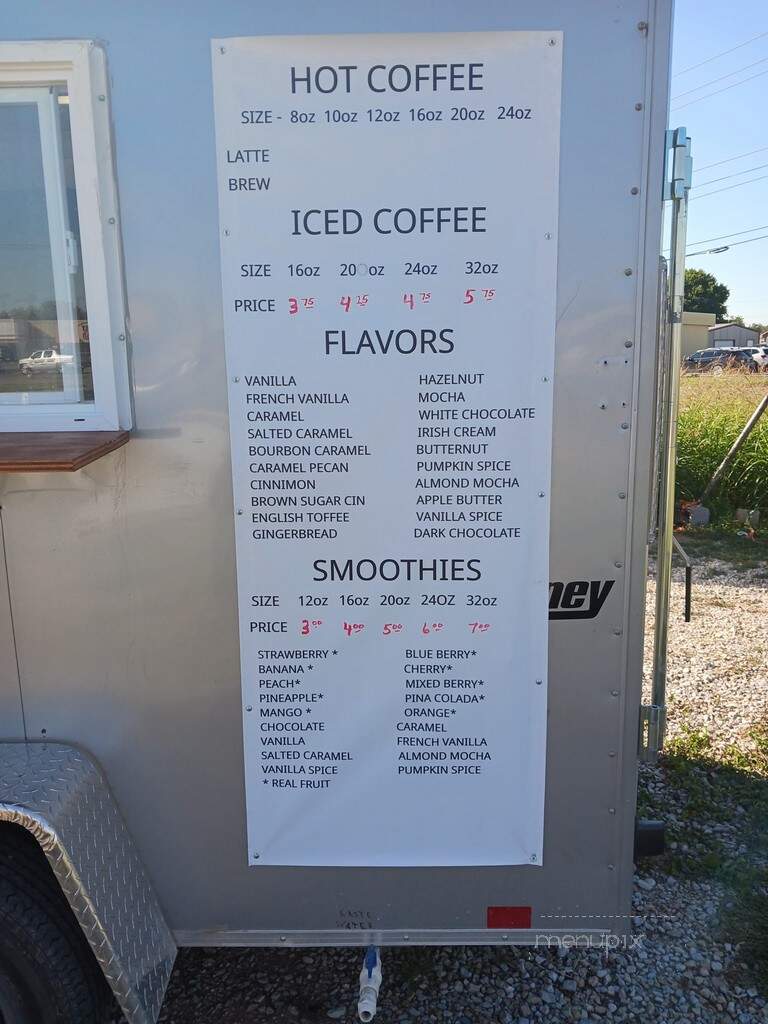 HOT COFFEE
SIZE - 8oz 10oz 12oz 16oz 20oz 24oz
LATTE
BREW
ICED COFFEE
SIZE 16oz 20 oz 24oz 32oz
PRICE 3 75 4 25 4 75 5 75
FLAVORS
VANILLA HAZELNUT
FRENCH VANILLA MOCHA
CARAMEL WHITE CHOCOLATE
SALTED CARAMEL IRISH CREAM
BOURBON CARAMEL BUTTERNUT
CARAMEL PECAN PUMPKIN SPICE
CINNIMON ALMOND MOCHA
BROWN SUGAR CIN APPLE BUTTER
ENGLISH TOFFEE VANILLA SPICE
GINGERBREAD DARK CHOCOLATE
SMOOTHIES
SIZE 12oz 16oz 20oz 24OZ 32oz
PRICE 3 00 4 00 5 00 6 00 7 00
STRAWBERRY * BLUE BERRY*
BANANA * CHERRY*
PEACH* MIXED BERRY*
PINEAPPLE* PINA COLADA*
MANGO * ORANGE*
CHOCOLATE CARAMEL
VANILLA FRENCH VANILLA
SALTED CARAMEL ALMOND MOCHA
VANILLA SPICE PUMPKIN SPICE
* REAL FRUIT
ney
WASTE
WATER
menupix